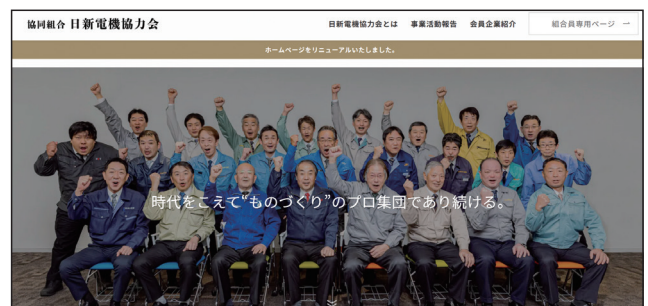 協同組合 日新電機協力会
日新電機協力会とは 事業活動報告 会員企業紹介 組合員専用ページ →
ホームページをリニューアルいたしました。
時代をこえて“ものづくり”のプロ集団であり続ける。